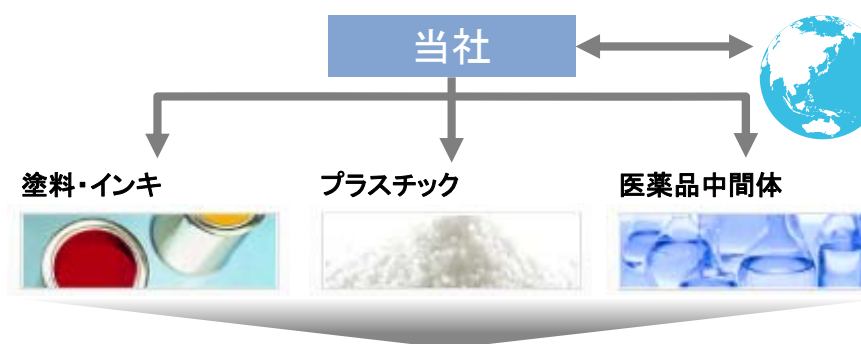 当社
塗料・インキ
プラスチック
医薬品中間体